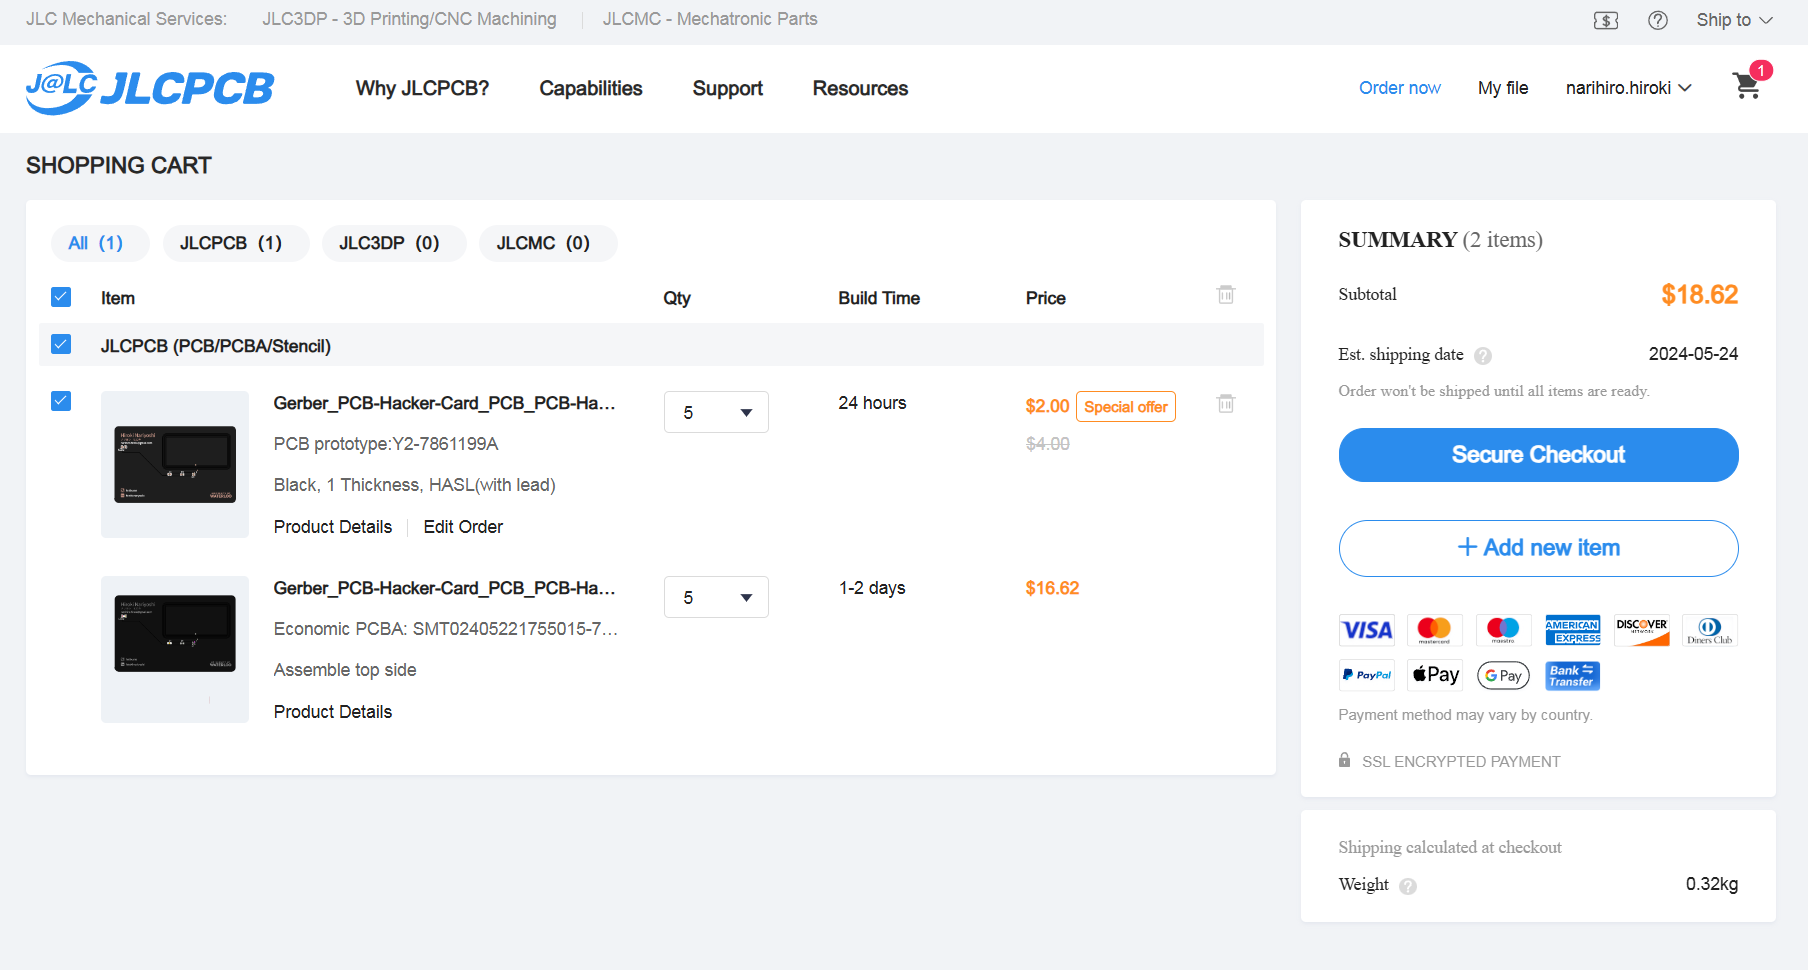 JLC Mechanical Services: JLC3DP - 3D Printing/CNC Machining JLCMC - Mechatronic Parts Ship to
J@LC JLCPCB Why JLCPCB? Capabilities Support Resources Order now My file narihiro.hiroki 1
SHOPPING CART
All (1) JLCPCB (1) JLC3DP (0) JLCMC (0)
Item Qty Build Time Price
JLCPCB (PCB/PCBA/Stencil)
Gerber_PCB-Hacker-Card_PCB_PCB-Ha... 5 24 hours $2.00 Special offer
PCB prototype:Y2-7861199A $4.00
Black, 1 Thickness, HASL(with lead)
Product Details Edit Order
Gerber_PCB-Hacker-Card_PCB_PCB-Ha... 5 1-2 days $16.62
Economic PCBA: SMT02405221755015-7...
Assemble top side
Product Details
SUMMARY (2 items)
Subtotal $18.62
Est. shipping date ? 2024-05-24
Order won't be shipped until all items are ready.
Secure Checkout
+ Add new item
VISA mastercard maestro AMERICAN EXPRESS DISCOVER NETWORK Diners Club
PayPal Pay G Pay Bank Transfer
Payment method may vary by country.
SSL ENCRYPTED PAYMENT
Shipping calculated at checkout
Weight ? 0.32kg